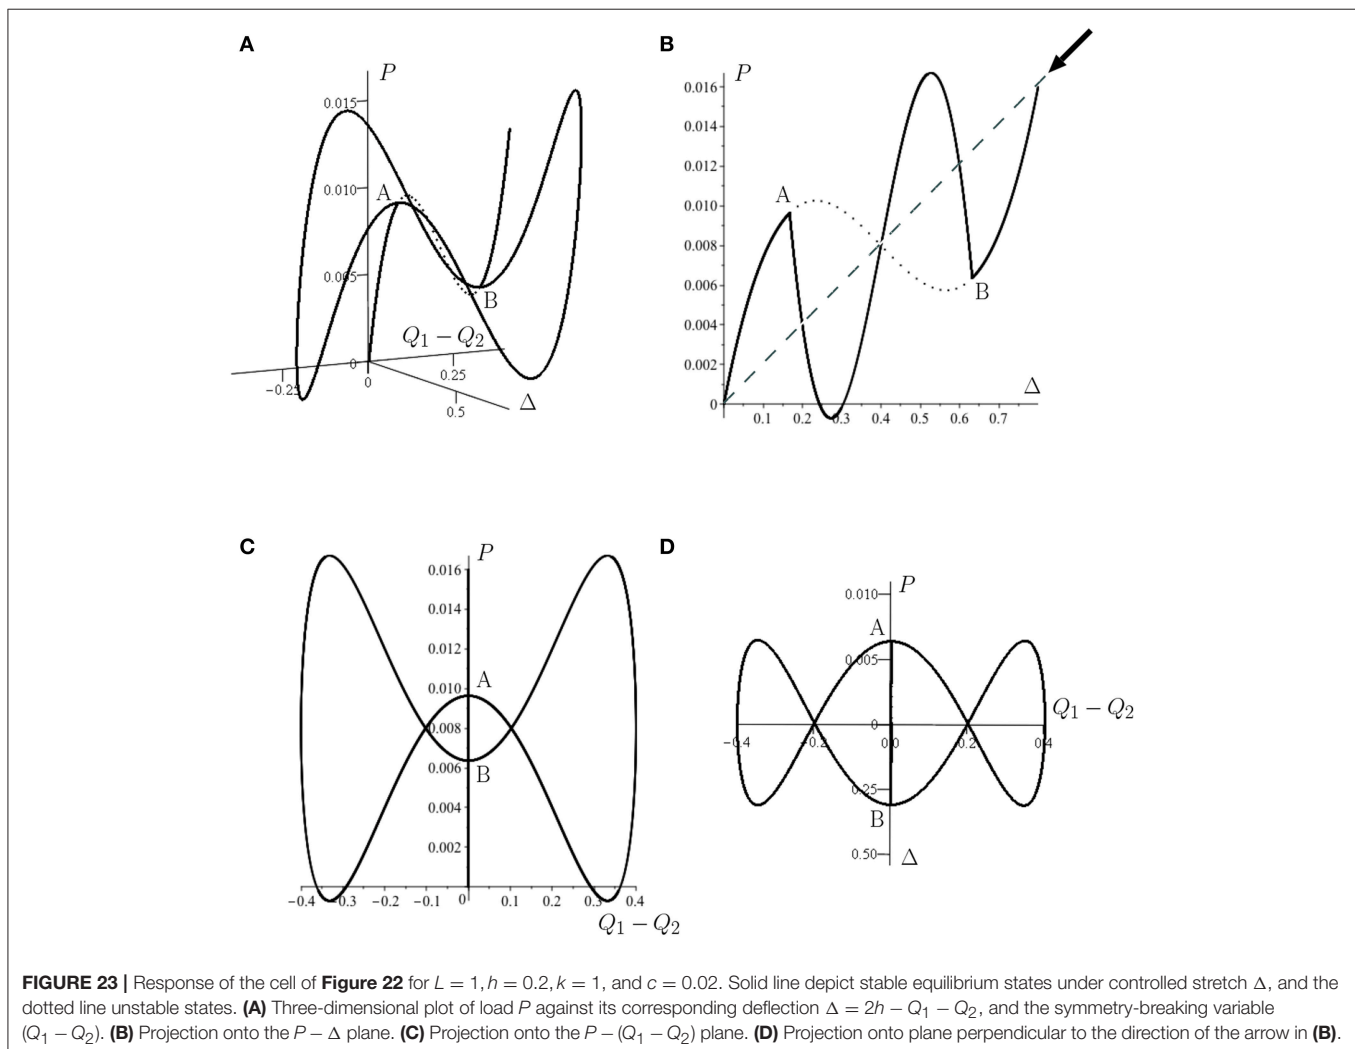 A
P
0.015
A
0.010
0.005
B
Q₁ − Q₂
0
−0.25
0
0.25
0.5
Δ
B
P
0.016
0.014
0.012
A
0.010
0.008
0.006
B
0.004
0.002
Δ
0
0.1 0.2 0.3 0.4 0.5 0.6 0.7
C
P
0.016
0.014
0.012
0.010
A
0.008
0.006
B
0.004
0.002
−0.4 −0.3 −0.2 −0.1 0 0.1 0.2 0.3 0.4
Q₁ − Q₂
D
P
0.010
A
0.005
Q₁ − Q₂
0
−0.4 −0.2 0.0 0.2 0.4
0.25
B
0.50
Δ
FIGURE 23 | Response of the cell of Figure 22 for L = 1, h = 0.2, k = 1, and c = 0.02. Solid line depict stable equilibrium states under controlled stretch Δ, and the
dotted line unstable states. (A) Three-dimensional plot of load P against its corresponding deflection Δ = 2h − Q₁ − Q₂, and the symmetry-breaking variable
(Q₁ − Q₂). (B) Projection onto the P − Δ plane. (C) Projection onto the P − (Q₁ − Q₂) plane. (D) Projection onto plane perpendicular to the direction of the arrow in (B).